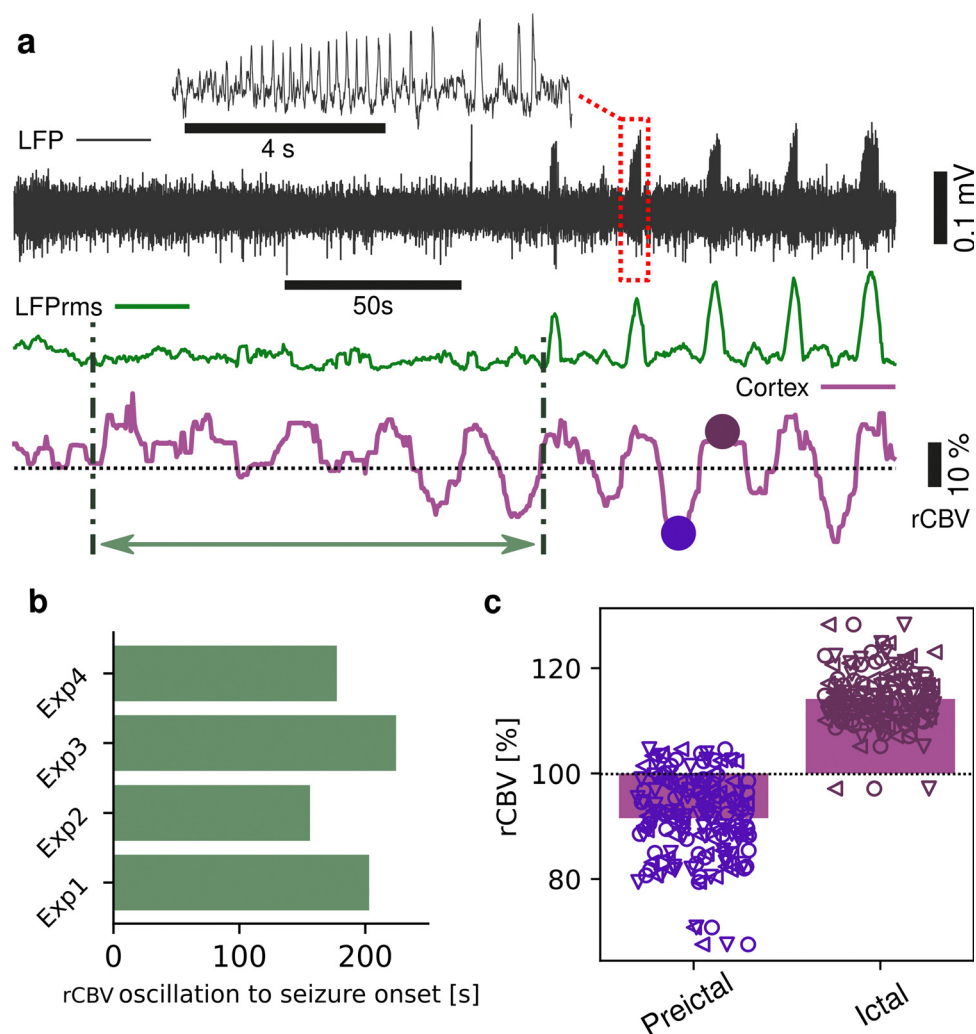 a
LFP
4 s
0.1 mV
50s
LFPrms
Cortex
10 %
rCBV
b
Exp4
Exp3
Exp2
Exp1
0 100 200
rCBV oscillation to seizure onset [s]
c
rCBV [%]
120
100
80
Preictal Ictal